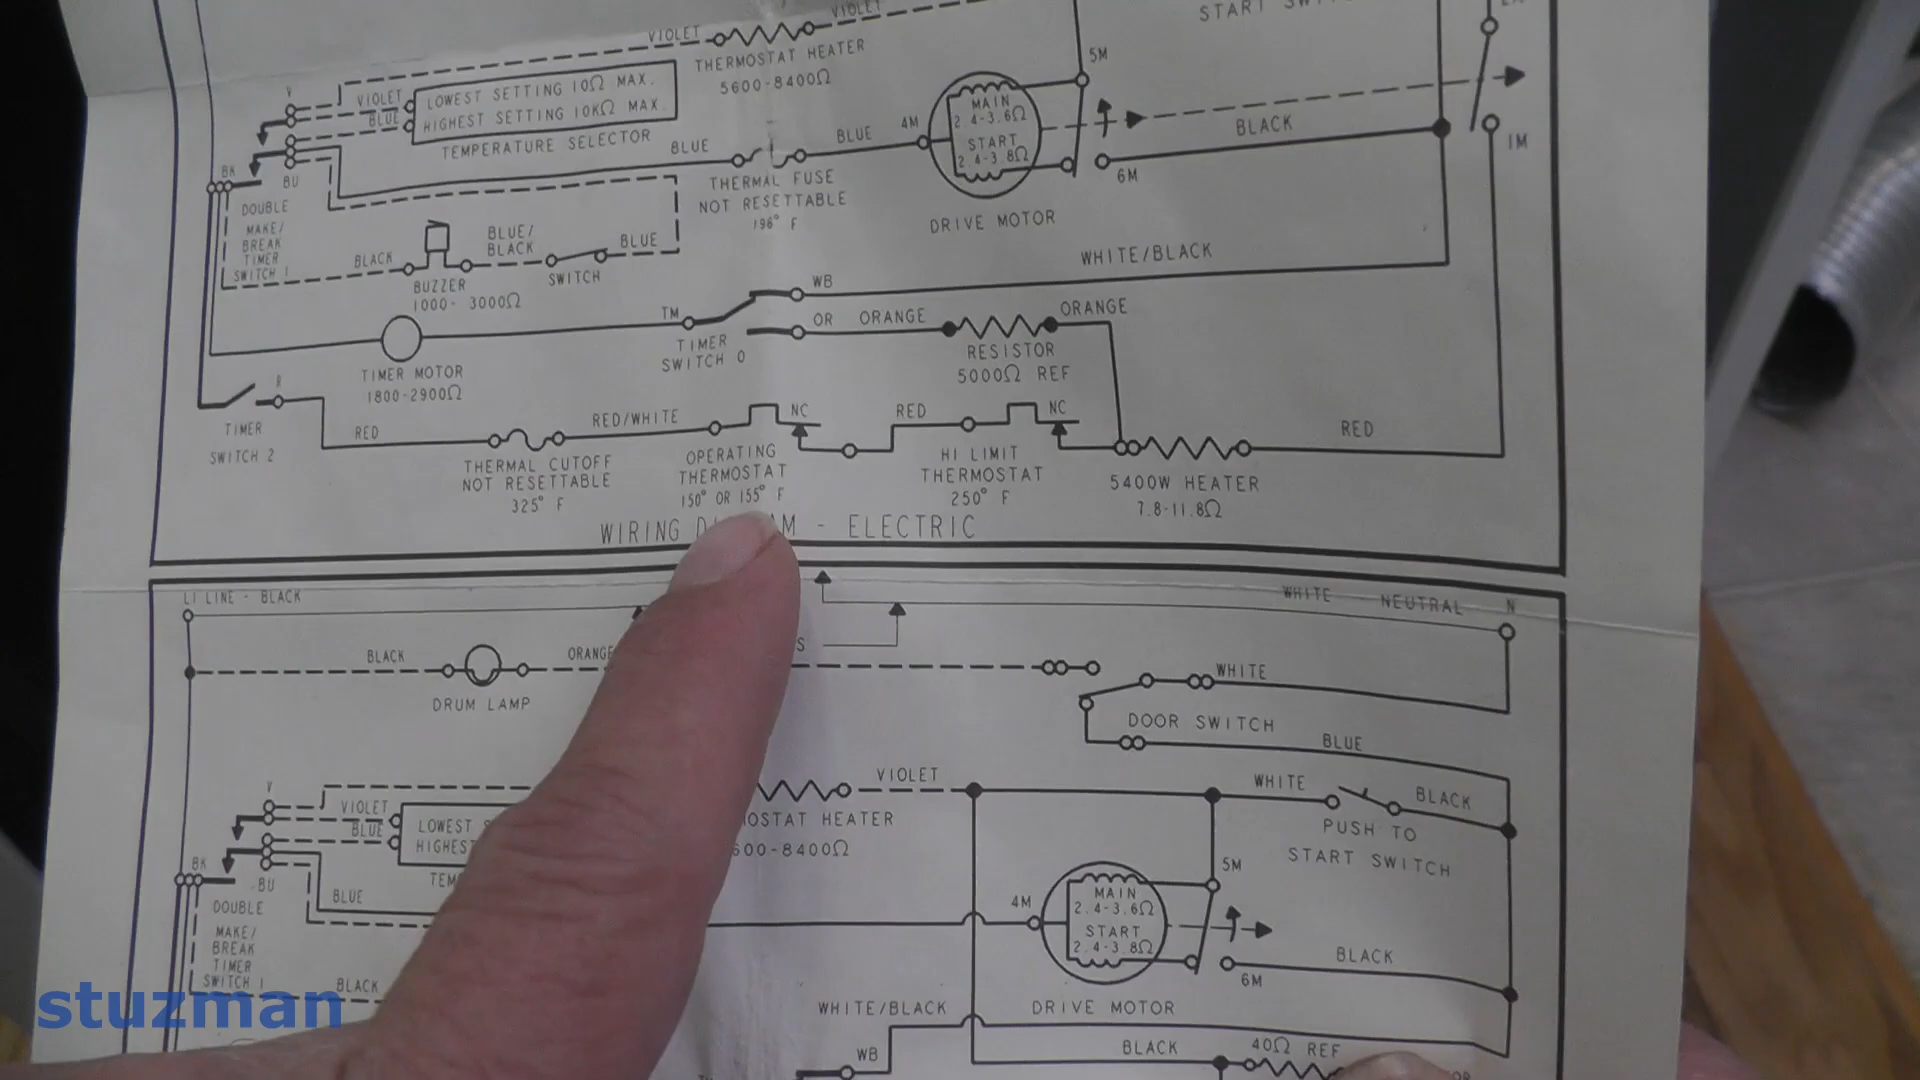 VIOLET
VIOLET
START
THERMOSTAT HEATER
5600-8400Ω
5M
V
VIOLET
BLUE
LOWEST SETTING 10Ω MAX.
HIGHEST SETTING 10KΩ MAX.
TEMPERATURE SELECTOR
BLUE
BLUE
4M
MAIN
2.4-3.6Ω
START
2.4-3.8Ω
BLACK
1M
6M
BK
BU
DOUBLE
MAKE/
BREAK
TIMER
SWITCH 1
THERMAL FUSE
NOT RESETTABLE
196° F
DRIVE MOTOR
BLACK
BUZZER
1000- 3000Ω
BLUE/
BLACK
SWITCH
BLUE
WHITE/BLACK
WB
TM
OR
ORANGE
ORANGE
TIMER
SWITCH 0
RESISTOR
5000Ω REF
TIMER MOTOR
1800-2900Ω
R
TIMER
SWITCH 2
RED
RED/WHITE
NC
RED
NC
RED
THERMAL CUTOFF
NOT RESETTABLE
325° F
OPERATING
THERMOSTAT
150° OR 155° F
HI LIMIT
THERMOSTAT
250° F
5400W HEATER
7.8-11.8Ω
WIRING - ELECTRIC
L1 LINE - BLACK
WHITE NEUTRAL
N
BLACK
ORANGE
DRUM LAMP
WHITE
DOOR SWITCH
BLUE
V
VIOLET
BLUE
LOWEST
HIGHEST
VIOLET
HEATER
8400Ω
WHITE
BLACK
PUSH TO
START SWITCH
BK
BU
BLUE
DOUBLE
MAKE/
BREAK
TIMER
SWITCH 1
BLACK
4M
MAIN
2.4-3.6Ω
START
2.4-3.8Ω
5M
6M
BLACK
DRIVE MOTOR
WHITE/BLACK
WB
BLACK
40Ω REF
stuzman